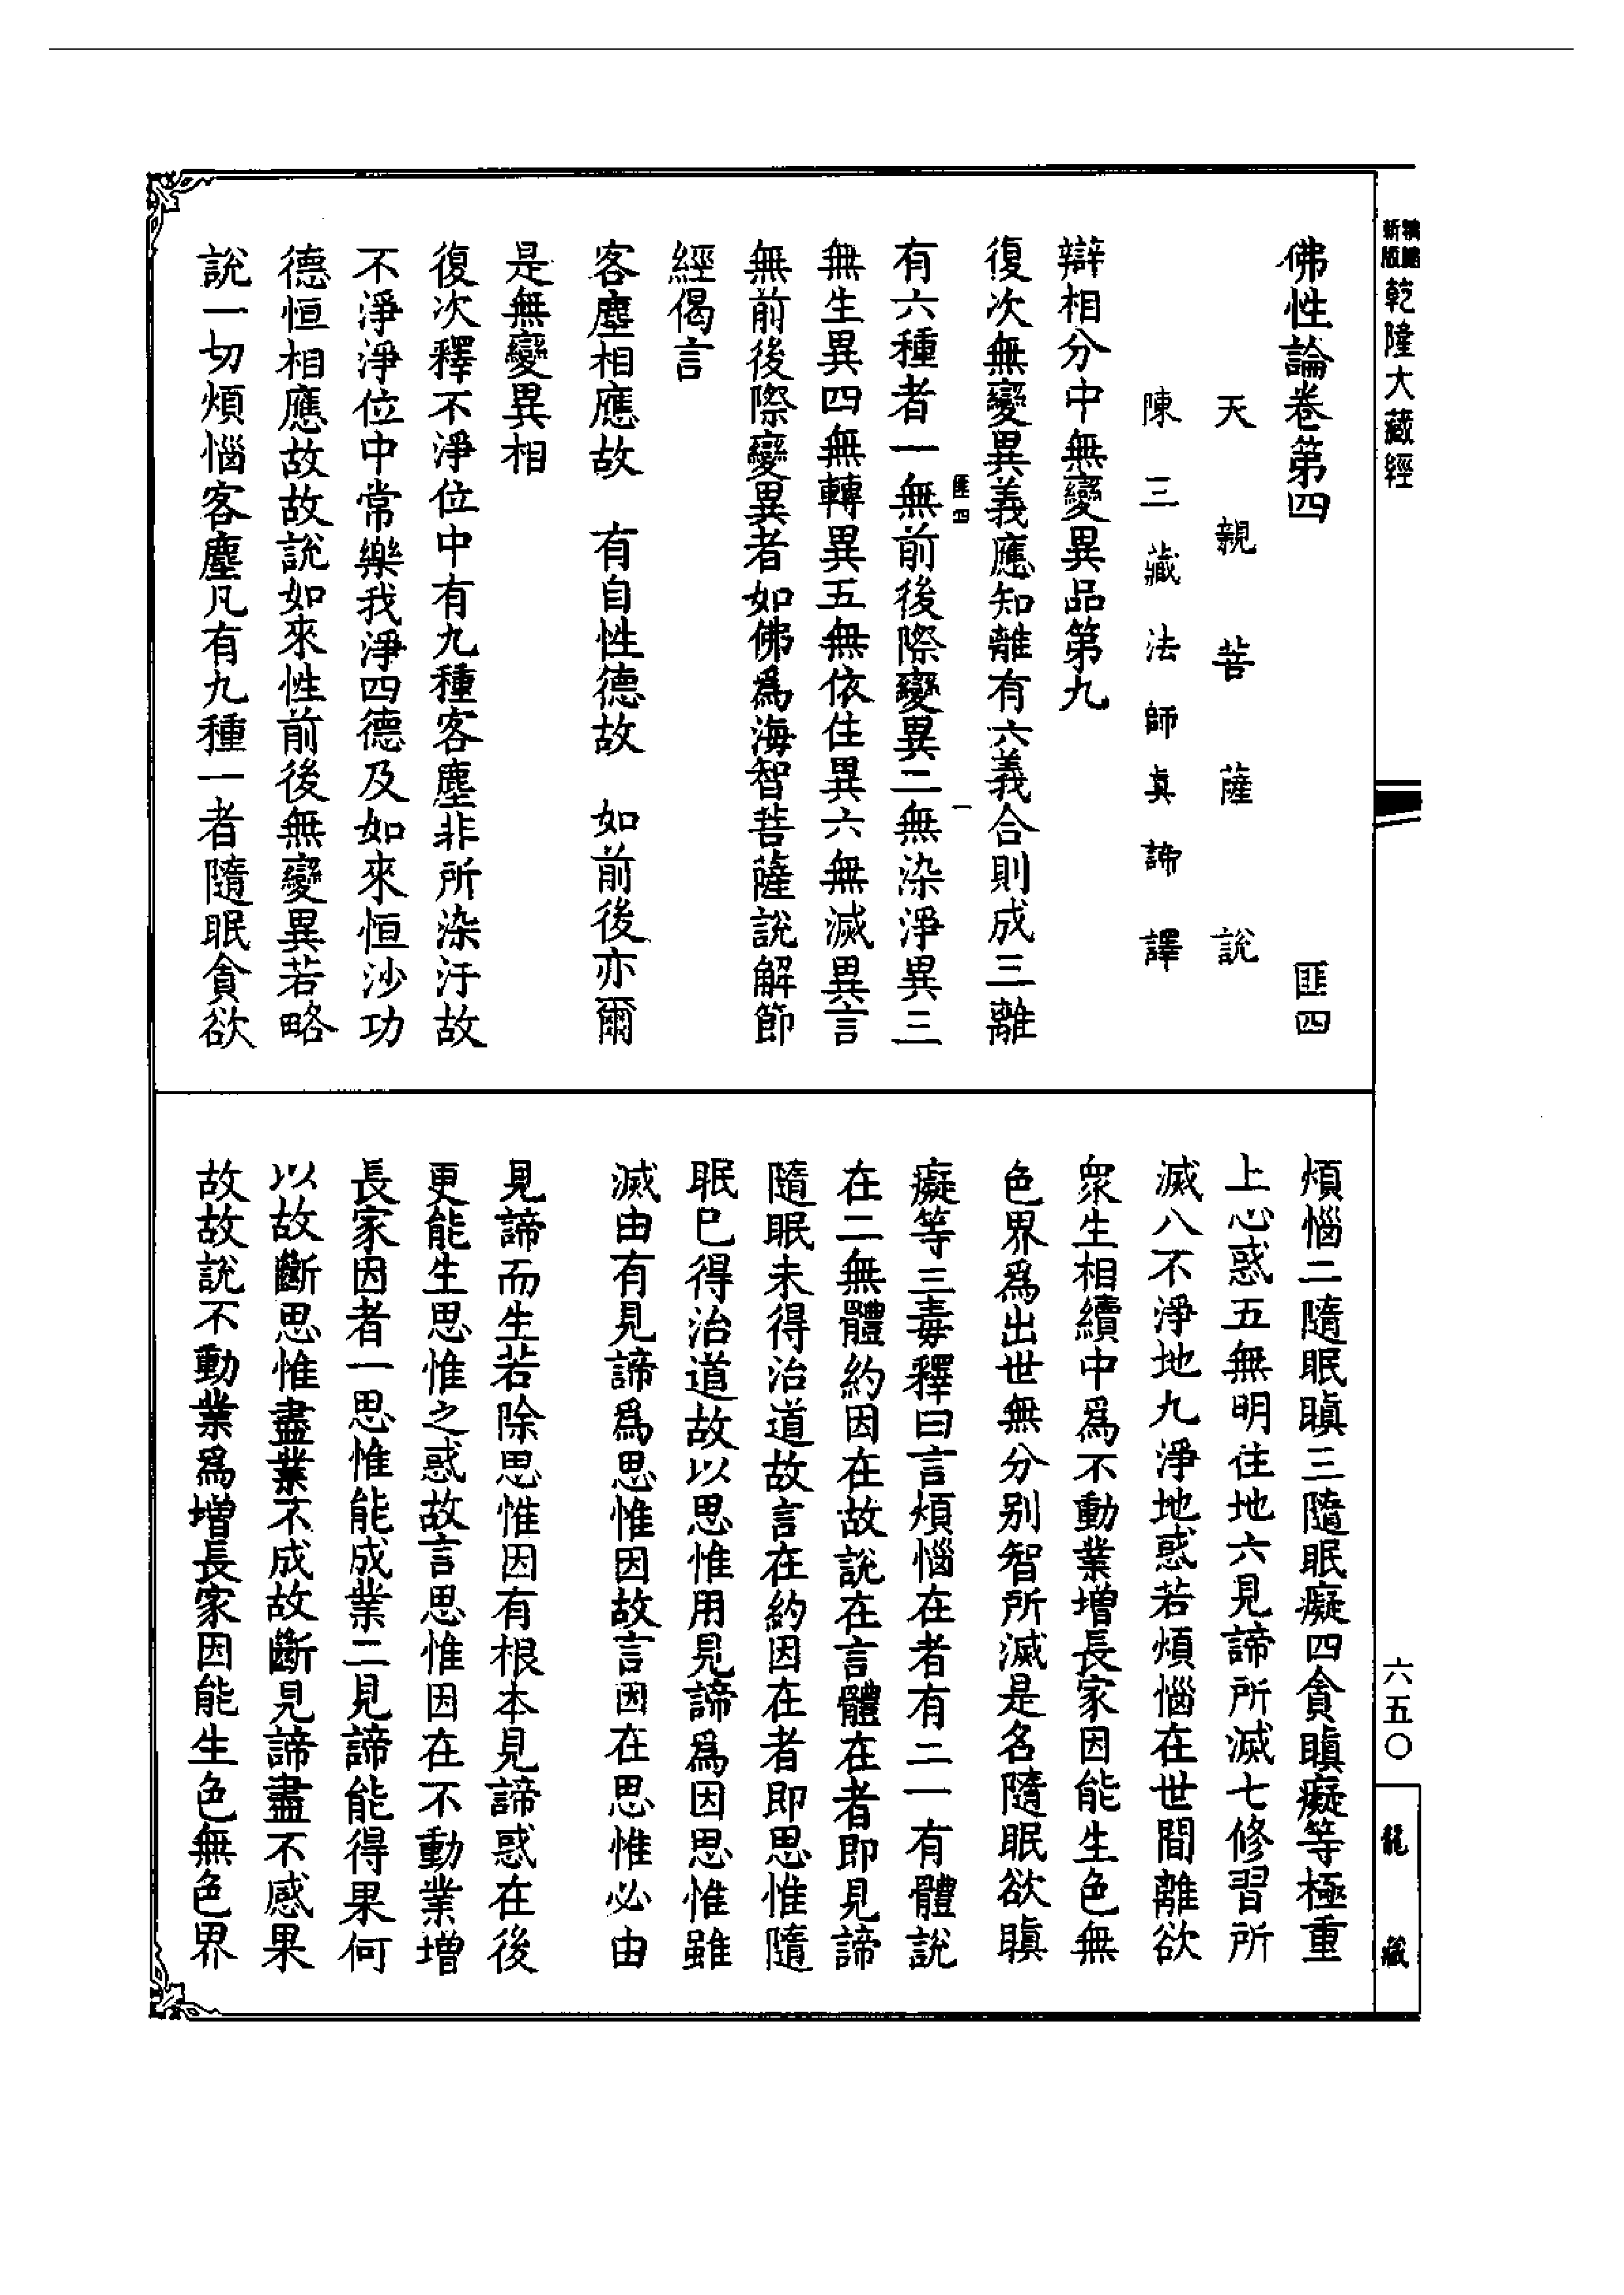 新版
乾隆大藏經
佛性論卷第四
匪四
天親菩薩說
陳三藏法師眞諦譯
辯相分中無變異品第九
復次無變異義應知離有六義合則成三離
匪四
一
有六種者一無前後際變異二無染淨異三
無生異四無轉異五無依住異六無滅異言
無前後際變異者如佛爲海智菩薩說解節
經偈言
客塵相應故 有自性德故 如前後亦爾
是無變異相
復次釋不淨位中有九種客塵非所染汙故
不淨淨位中常樂我淨四德及如來恒沙功
德恒相應故故說如來性前後無變異若略
說一切煩惱客塵凡有九種一者隨眠貪欲
煩惱二隨眠瞋三隨眠癡四貪瞋癡等極重
上心惑五無明住地六見諦所滅七修習所
滅八不淨地九淨地惑若煩惱在世間離欲
眾生相續中爲不動業增長家因能生色無
色界爲出世無分別智所滅是名隨眠欲瞋
癡等三毒釋曰言煩惱在者有二一有體說
在二無體約因在故說在言體在者即見諦
隨眠未得治道故言在約因在者即思惟隨
眠巳得治道故以思惟用見諦爲因思惟雖
滅由有見諦爲思惟因故言因在思惟必由
見諦而生若除思惟因有根本見諦惑在後
更能生思惟之惑故言思惟因在不動業增
長家因者一思惟能成業二見諦能得果何
以故斷思惟盡業不成故斷見諦盡不感果
故故說不動業爲增長家因能生色無色界
六五〇
龍藏